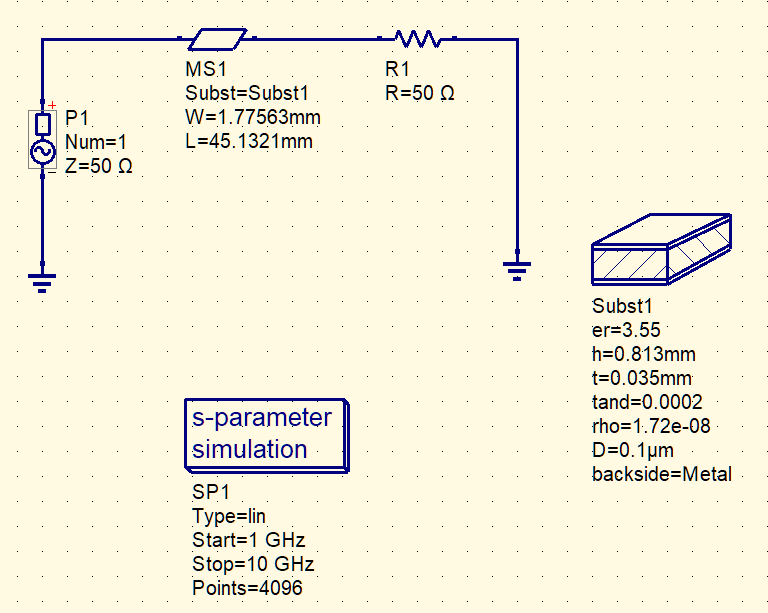 MS1
Subst=Subst1
W=1.77563mm
L=45.1321mm
R1
R=50 Ω
P1
Num=1
Z=50 Ω
Subst1
er=3.55
h=0.813mm
t=0.035mm
tand=0.0002
rho=1.72e-08
D=0.1µm
backside=Metal
s-parameter
simulation
SP1
Type=lin
Start=1 GHz
Stop=10 GHz
Points=4096